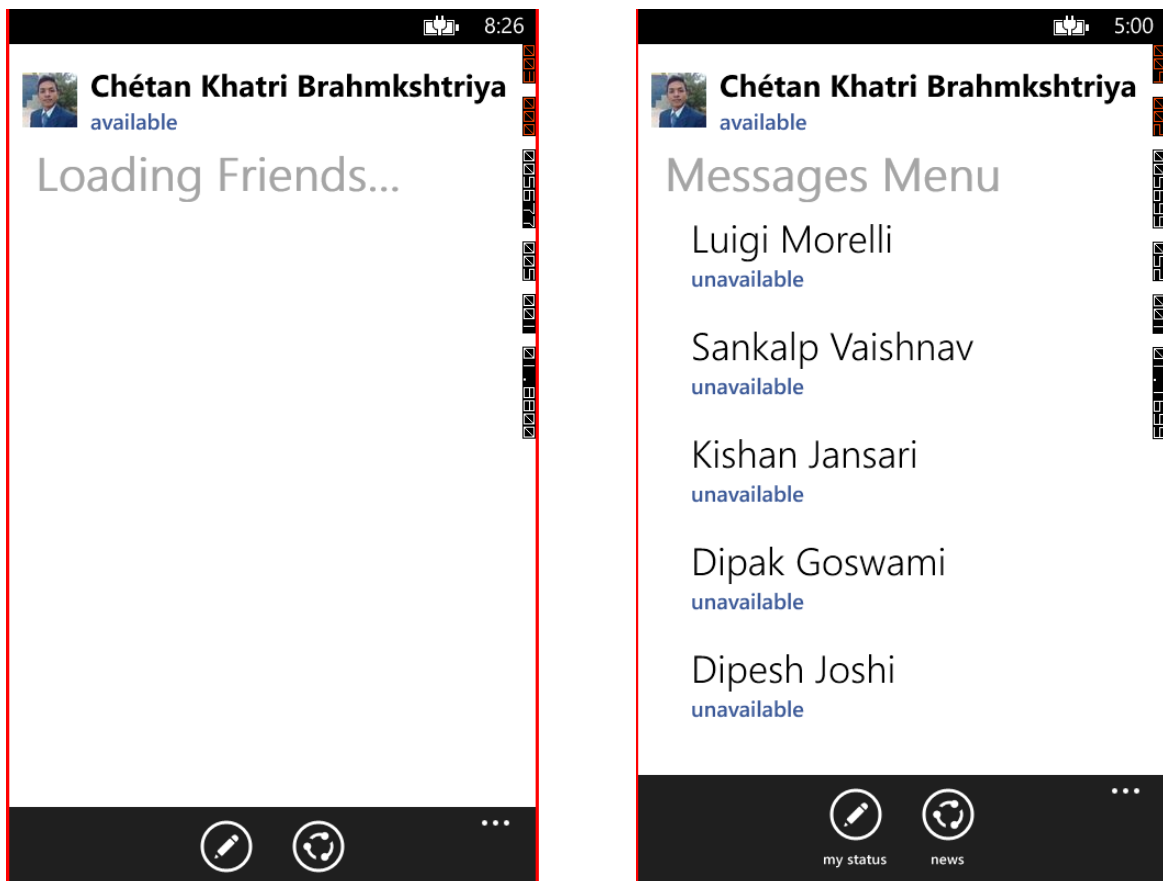 8:26
Chétan Khatri Brahmkshtriya
available
Loading Friends...
5:00
Chétan Khatri Brahmkshtriya
available
Messages Menu
Luigi Morelli
unavailable
Sankalp Vaishnav
unavailable
Kishan Jansari
unavailable
Dipak Goswami
unavailable
Dipesh Joshi
unavailable
my status
news